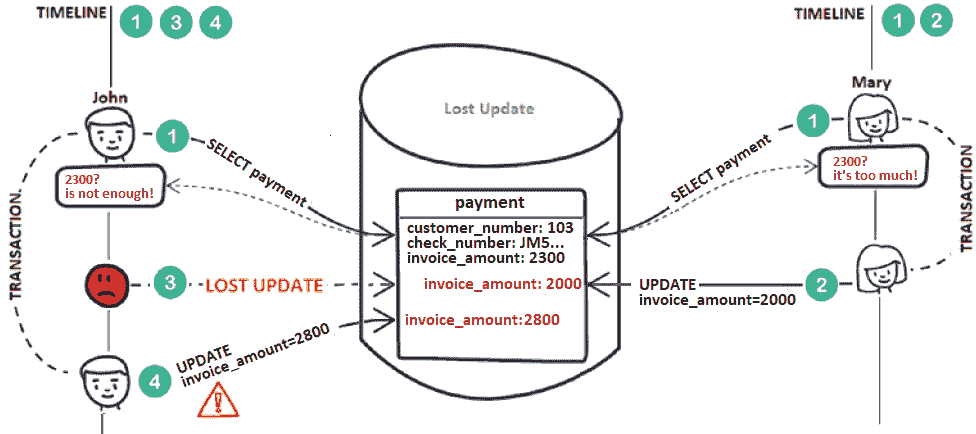 TIMELINE 1 3 4
TIMELINE 1 2
John
Mary
Lost Update
1
SELECT payment
1
SELECT payment
2300?
is not enough!
2300?
it's too much!
TRANSACTION
TRANSACTION
payment
customer_number: 103
check_number: JM5...
invoice_amount: 2300
3 LOST UPDATE
invoice_amount: 2000
UPDATE
invoice_amount=2000
2
invoice_amount:2800
4
UPDATE
invoice_amount=2800
!